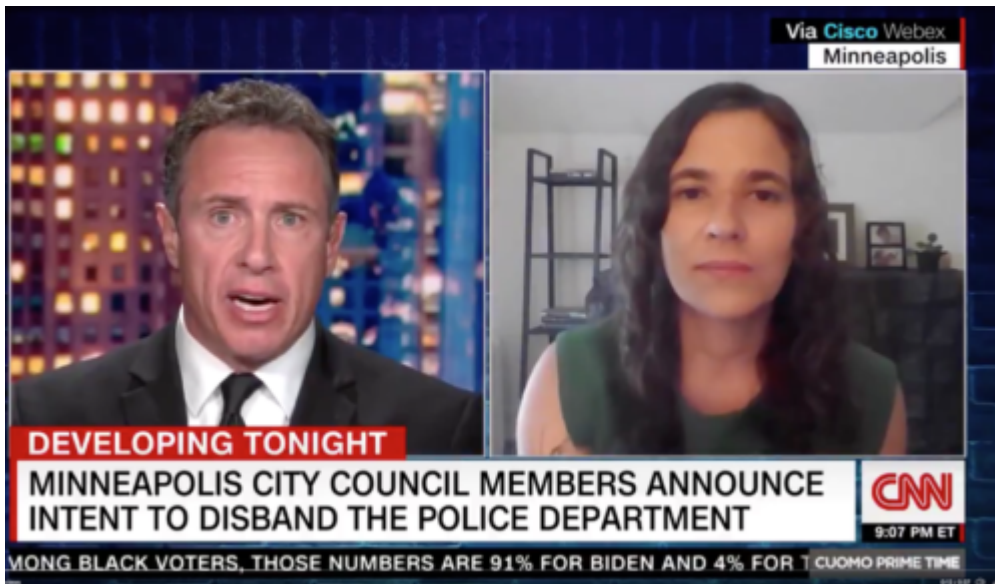 Via Cisco Webex
Minneapolis
DEVELOPING TONIGHT
MINNEAPOLIS CITY COUNCIL MEMBERS ANNOUNCE
INTENT TO DISBAND THE POLICE DEPARTMENT
CNN
9:07 PM ET
MONG BLACK VOTERS, THOSE NUMBERS ARE 91% FOR BIDEN AND 4% FOR T
CUOMO PRIME TIME